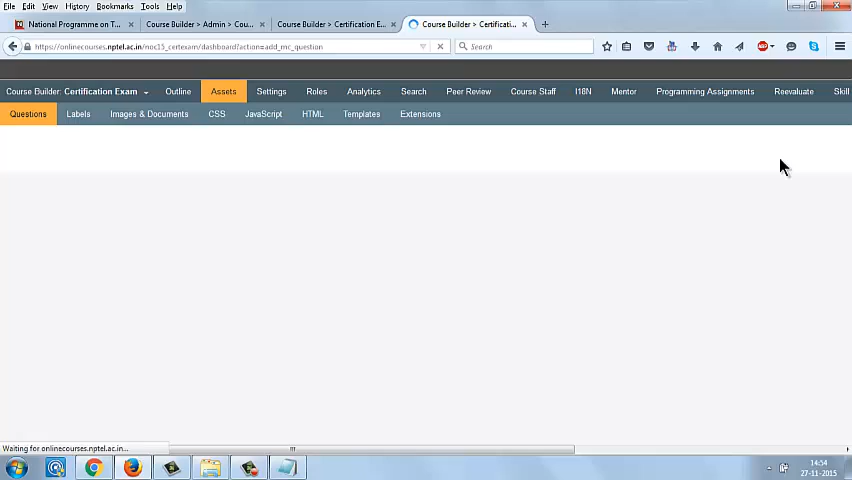 File Edit View History Bookmarks Tools Help
National Programme on T... Course Builder > Admin > Cou... Course Builder > Certification E... Course Builder > Certificati...
https://onlinecourses.nptel.ac.in/noc15_certexam/dashboard?action=add_mc_question Search
Course Builder: Certification Exam Outline Assets Settings Roles Analytics Search Peer Review Course Staff I18N Mentor Programming Assignments Reevaluate Skill
Questions Labels Images & Documents CSS JavaScript HTML Templates Extensions
Waiting for onlinecourses.nptel.ac.in...
14:54
27-11-2015